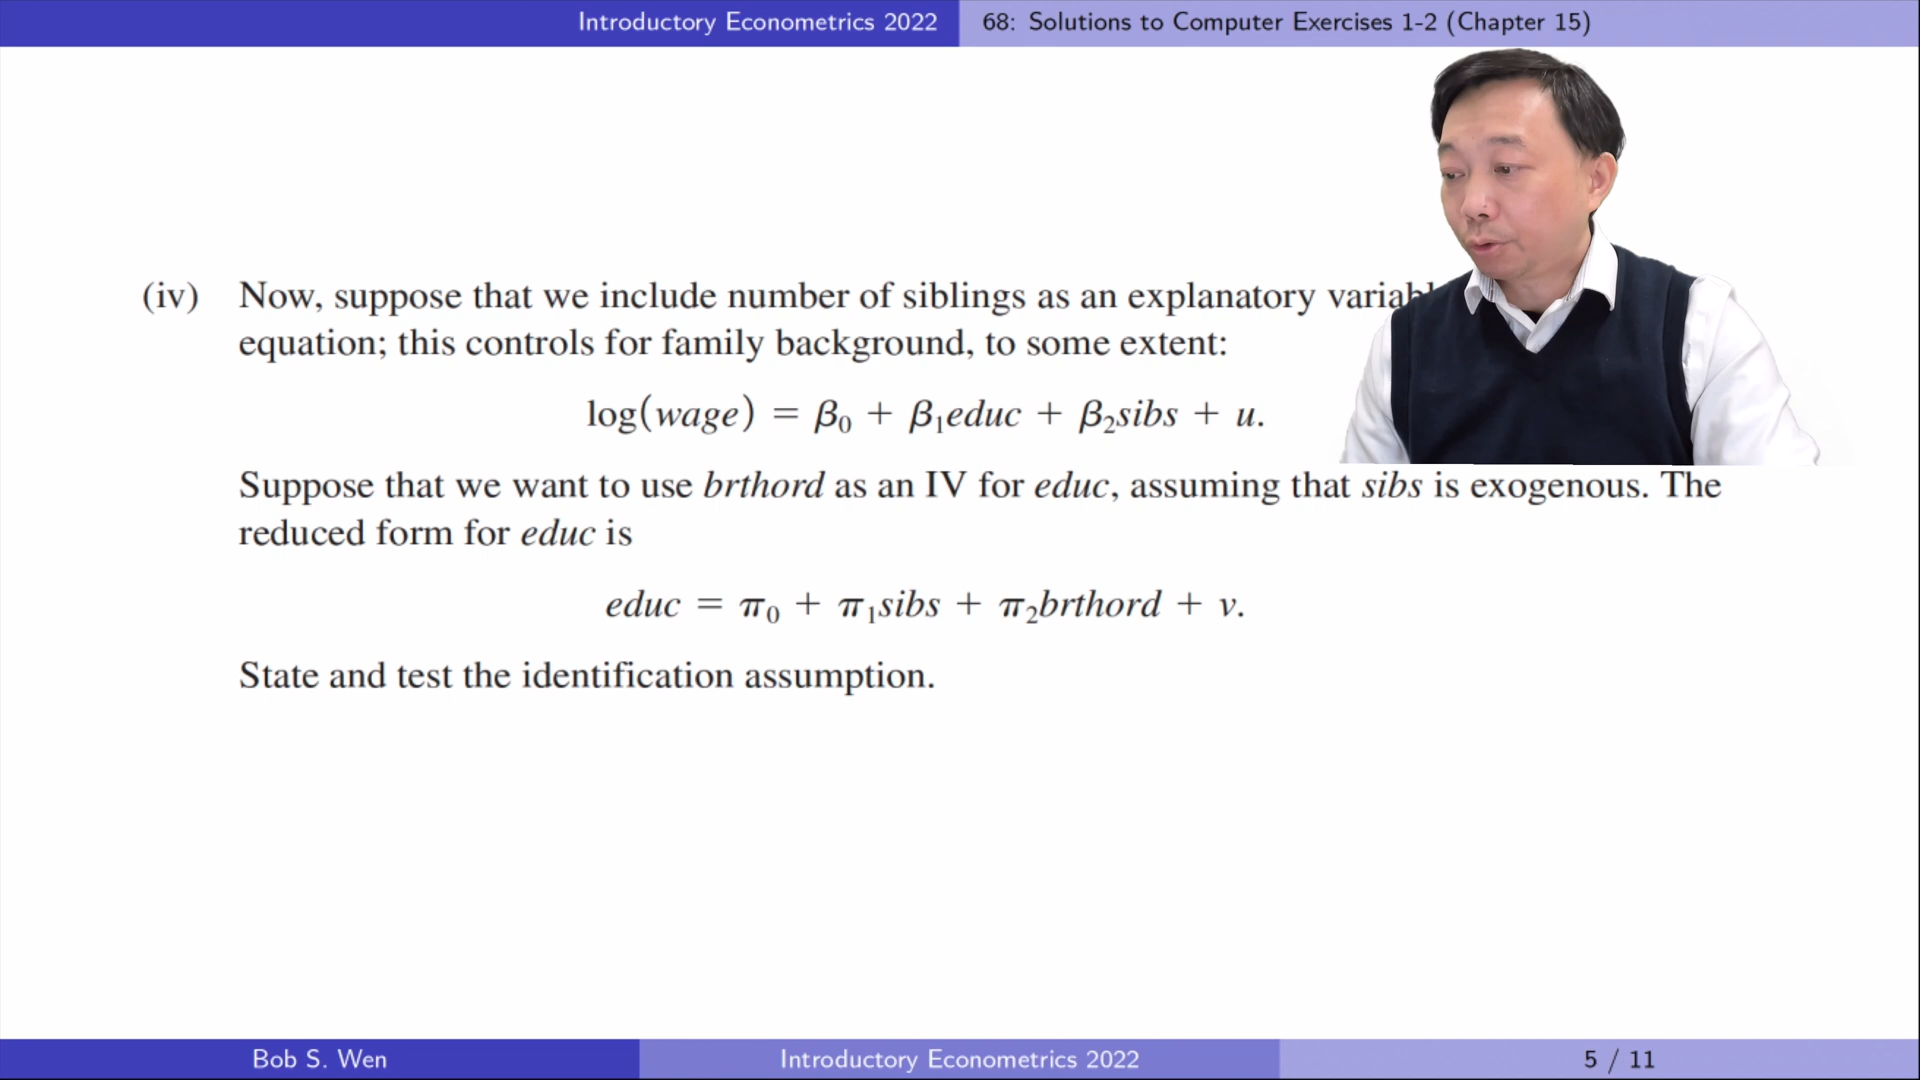 Introductory Econometrics 2022
68: Solutions to Computer Exercises 1-2 (Chapter 15)
(iv) Now, suppose that we include number of siblings as an explanatory
equation; this controls for family background, to some extent:
log(wage) = β₀ + β₁educ + β₂sibs + u.
Suppose that we want to use brthord as an IV for educ, assuming that sibs is exogenous. The
reduced form for educ is
educ = π₀ + π₁sibs + π₂brthord + v.
State and test the identification assumption.
Bob S. Wen
Introductory Econometrics 2022
5 / 11